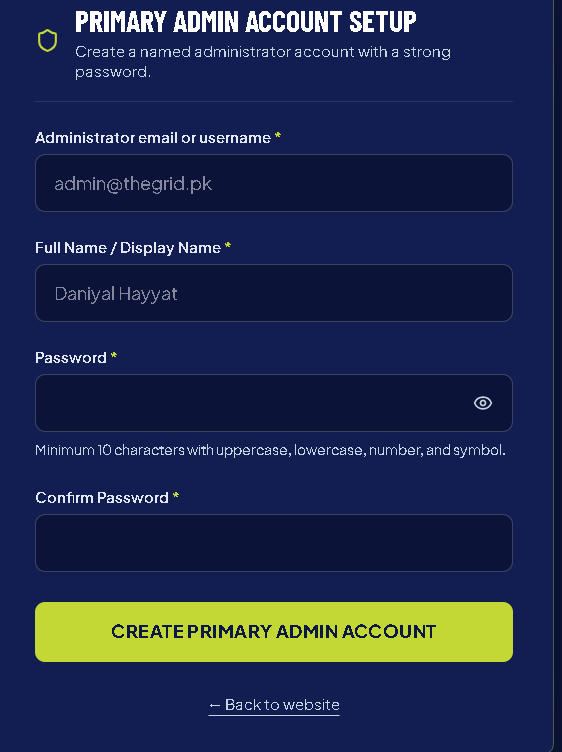 PRIMARY ADMIN ACCOUNT SETUP
Create a named administrator account with a strong
password.
Administrator email or username *
admin@thegrid.pk
Full Name / Display Name *
Daniyal Hayyat
Password *
Minimum 10 characters with uppercase, lowercase, number, and symbol.
Confirm Password *
CREATE PRIMARY ADMIN ACCOUNT
← Back to website